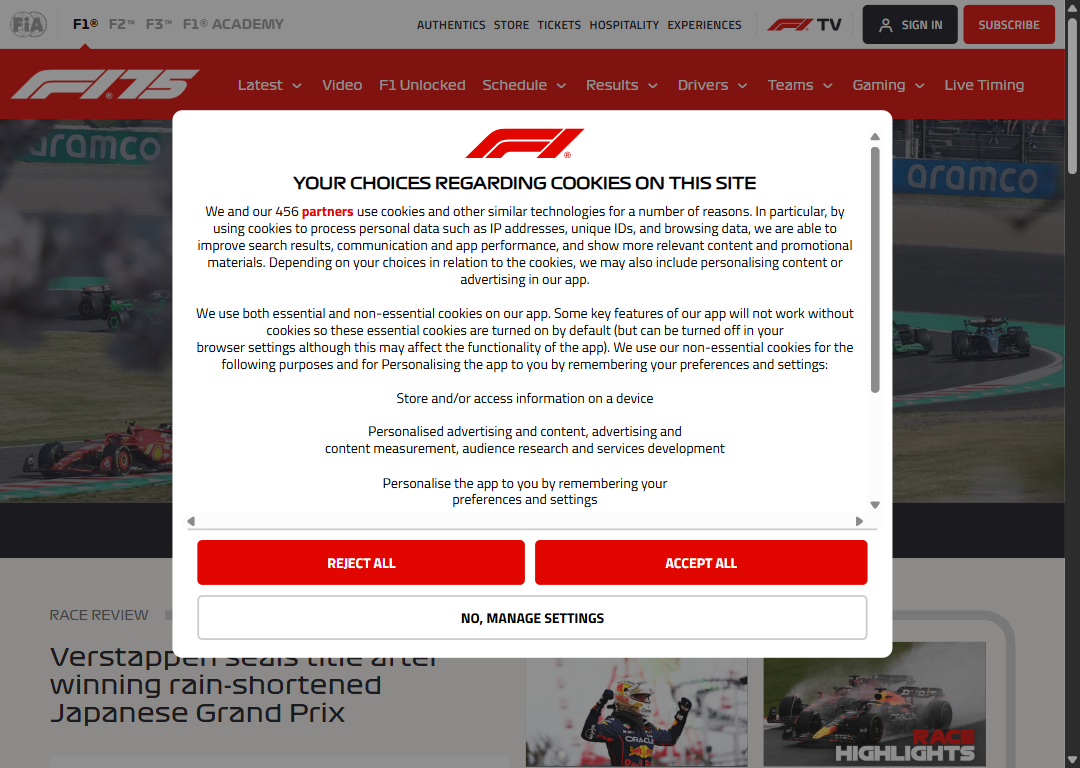 FiA F1® F2™ F3™ F1® ACADEMY AUTHENTICS STORE TICKETS HOSPITALITY EXPERIENCES F1 TV SIGN IN SUBSCRIBE
F1 75 Latest Video F1 Unlocked Schedule Results Drivers Teams Gaming Live Timing
aramco aramco
F1®
YOUR CHOICES REGARDING COOKIES ON THIS SITE
We and our 456 partners use cookies and other similar technologies for a number of reasons. In particular, by
using cookies to process personal data such as IP addresses, unique IDs, and browsing data, we are able to
improve search results, communication and app performance, and show more relevant content and promotional
materials. Depending on your choices in relation to the cookies, we may also include personalising content or
advertising in our app.
We use both essential and non-essential cookies on our app. Some key features of our app will not work without
cookies so these essential cookies are turned on by default (but can be turned off in your
browser settings although this may affect the functionality of the app). We use our non-essential cookies for the
following purposes and for Personalising the app to you by remembering your preferences and settings:
Store and/or access information on a device
Personalised advertising and content, advertising and
content measurement, audience research and services development
Personalise the app to you by remembering your
preferences and settings
REJECT ALL ACCEPT ALL
NO, MANAGE SETTINGS
RACE REVIEW
Verstappen seals title after
winning rain-shortened
Japanese Grand Prix
ORACLE
Red Bull
RACE
HIGHLIGHTS